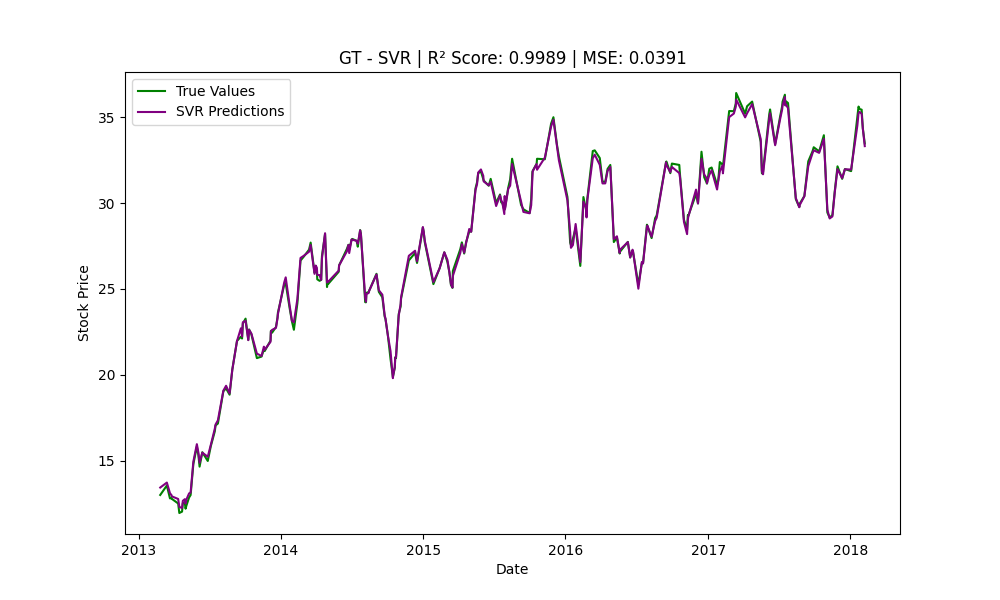 GT - SVR | R² Score: 0.9989 | MSE: 0.0391
True Values
SVR Predictions
Stock Price
35
30
25
20
15
2013 2014 2015 2016 2017 2018
Date